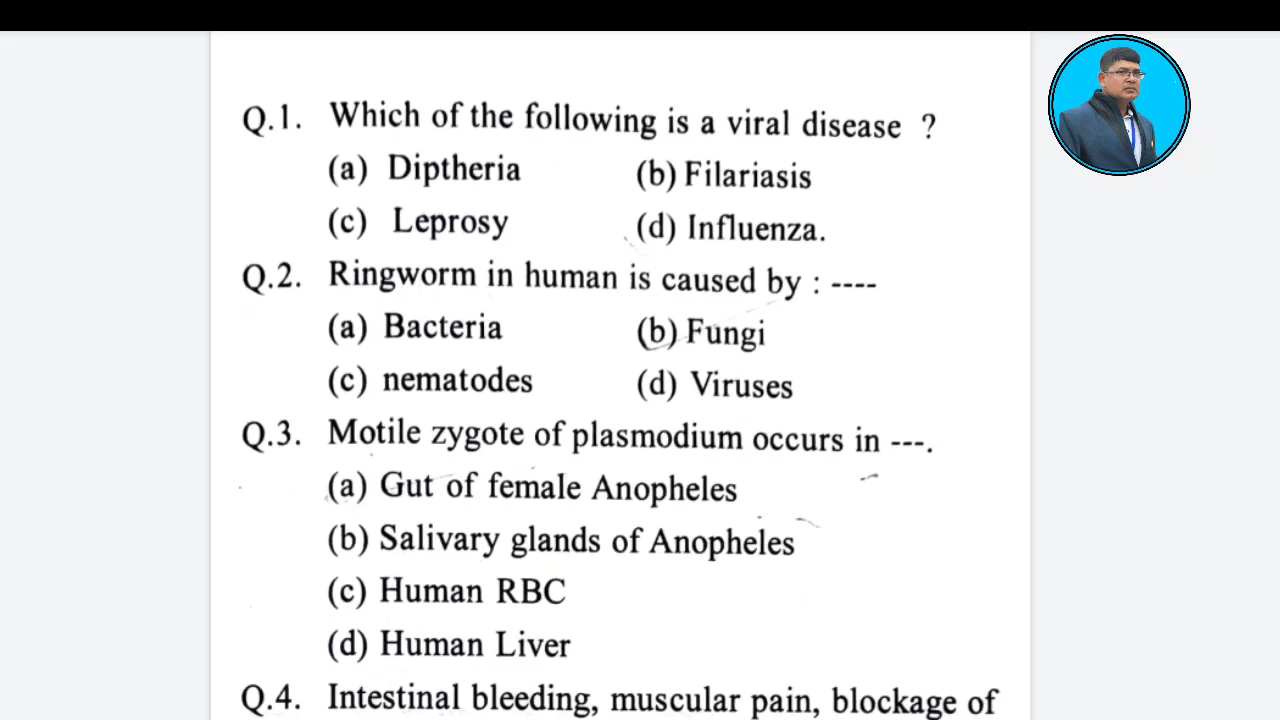 Q.1. Which of the following is a viral disease ?
(a) Diptheria (b) Filariasis
(c) Leprosy (d) Influenza.
Q.2. Ringworm in human is caused by : ----
(a) Bacteria (b) Fungi
(c) nematodes (d) Viruses
Q.3. Motile zygote of plasmodium occurs in ---.
(a) Gut of female Anopheles
(b) Salivary glands of Anopheles
(c) Human RBC
(d) Human Liver
Q.4. Intestinal bleeding, muscular pain, blockage of